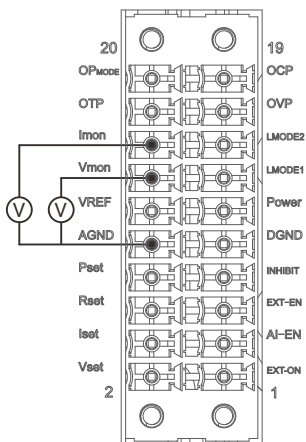 20 19
OPMODE OCP
OTP OVP
Imon LMODE2
Vmon LMODE1
V V VREF Power
AGND DGND
Pset INHIBIT
Rset EXT-EN
Iset AI-EN
Vset EXT-ON
2 1